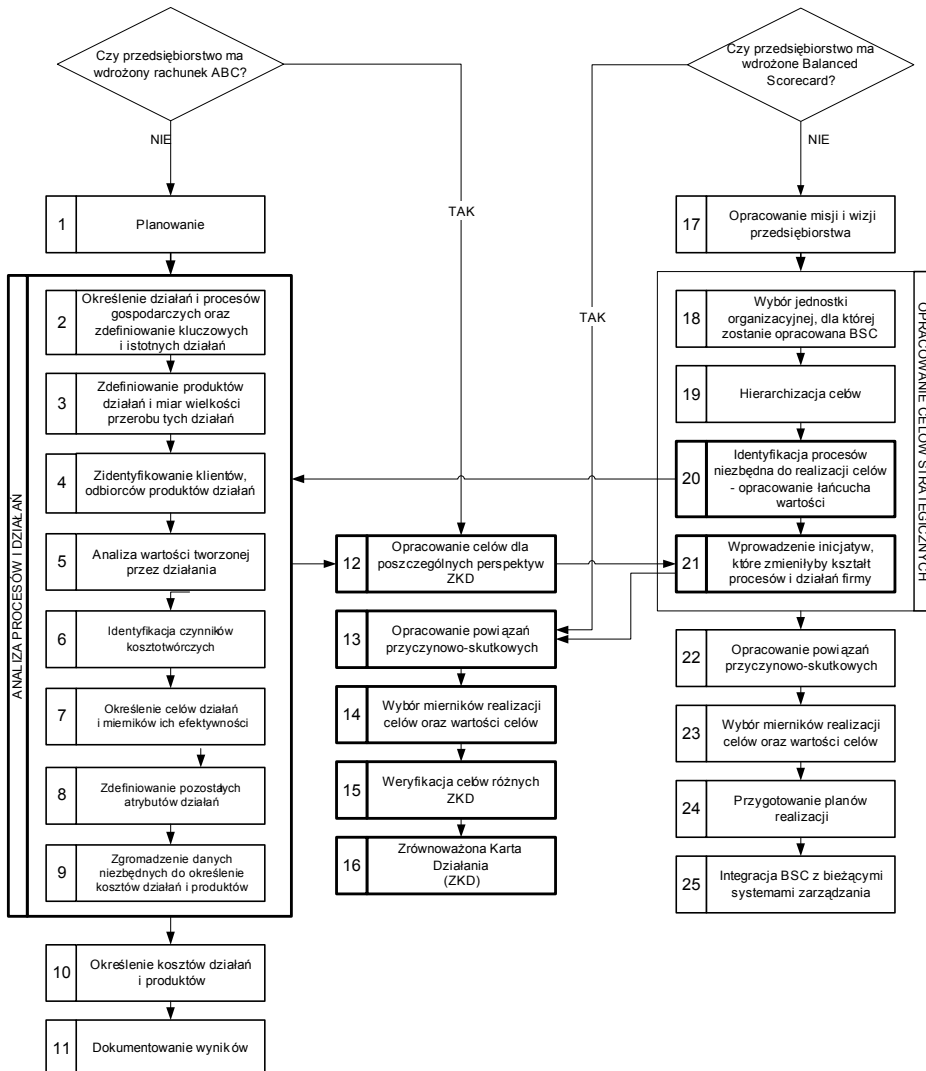 Czy przedsiębiorstwo ma
wdrożony rachunek ABC?
NIE
TAK
1
Planowanie
ANALIZA PROCESÓW I DZIAŁAŃ
2
Określenie działań i procesów
gospodarczych oraz
zdefiniowanie kluczowych
i istotnych działań
3
Zdefiniowanie produktów
działań i miar wielkości
przerobu tych działań
4
Zidentyfikowanie klientów,
odbiorców produktów działań
5
Analiza wartości tworzonej
przez działania
6
Identyfikacja czynników
kosztotwórczych
7
Określenie celów działań
i mierników ich efektywności
8
Zdefiniowanie pozostałych
atrybutów działań
9
Zgromadzenie danych
niezbędnych do określenie
kosztów działań i produktów
10
Określenie kosztów działań
i produktów
11
Dokumentowanie wyników
12
Opracowanie celów dla
poszczególnych perspektyw
ZKD
13
Opracowanie powiązań
przyczynowo-skutkowych
14
Wybór mierników realizacji
celów oraz wartości celów
15
Weryfikacja celów różnych
ZKD
16
Zrównoważona Karta
Działania
(ZKD)
Czy przedsiębiorstwo ma
wdrożone Balanced
Scorecard?
NIE
TAK
17
Opracowanie misji i wizji
przedsiębiorstwa
OPRACOWANIE CELÓW STRATEGICZNYCH
18
Wybór jednostki
organizacyjnej, dla której
zostanie opracowana BSC
19
Hierarchizacja celów
20
Identyfikacja procesów
niezbędna do realizacji celów
- opracowanie łańcucha
wartości
21
Wprowadzenie inicjatyw,
które zmieniłyby kształt
procesów i działań firmy
22
Opracowanie powiązań
przyczynowo-skutkowych
23
Wybór mierników realizacji
celów oraz wartości celów
24
Przygotowanie planów
realizacji
25
Integracja BSC z bieżącymi
systemami zarządzania